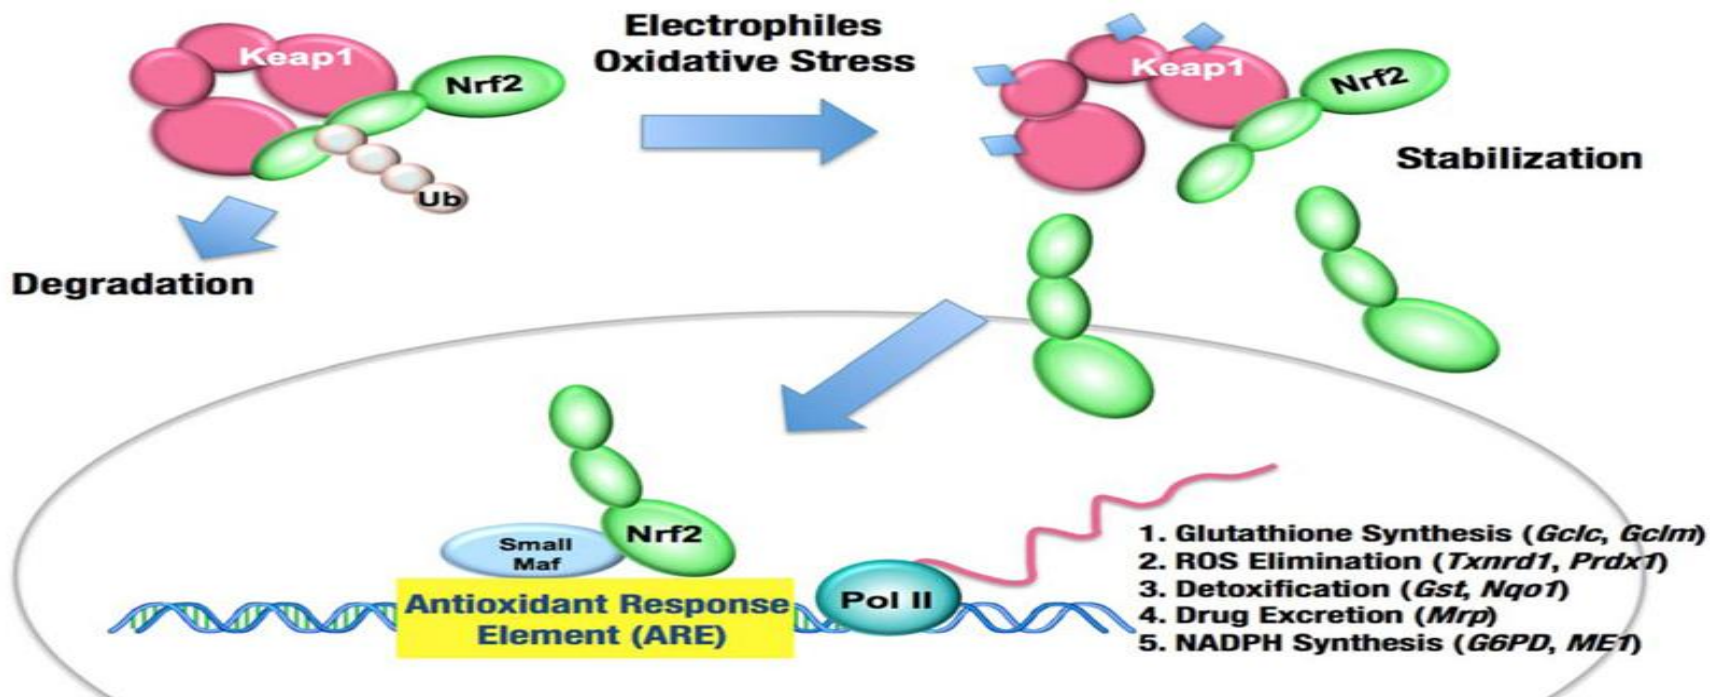 Keap1
Nrf2
Ub
Degradation
Electrophiles
Oxidative Stress
Keap1
Nrf2
Stabilization
Small
Maf
Nrf2
Antioxidant Response
Element (ARE)
Pol II
1. Glutathione Synthesis (Gclc, Gclm)
2. ROS Elimination (Txnrd1, Prdx1)
3. Detoxification (Gst, Nqo1)
4. Drug Excretion (Mrp)
5. NADPH Synthesis (G6PD, ME1)